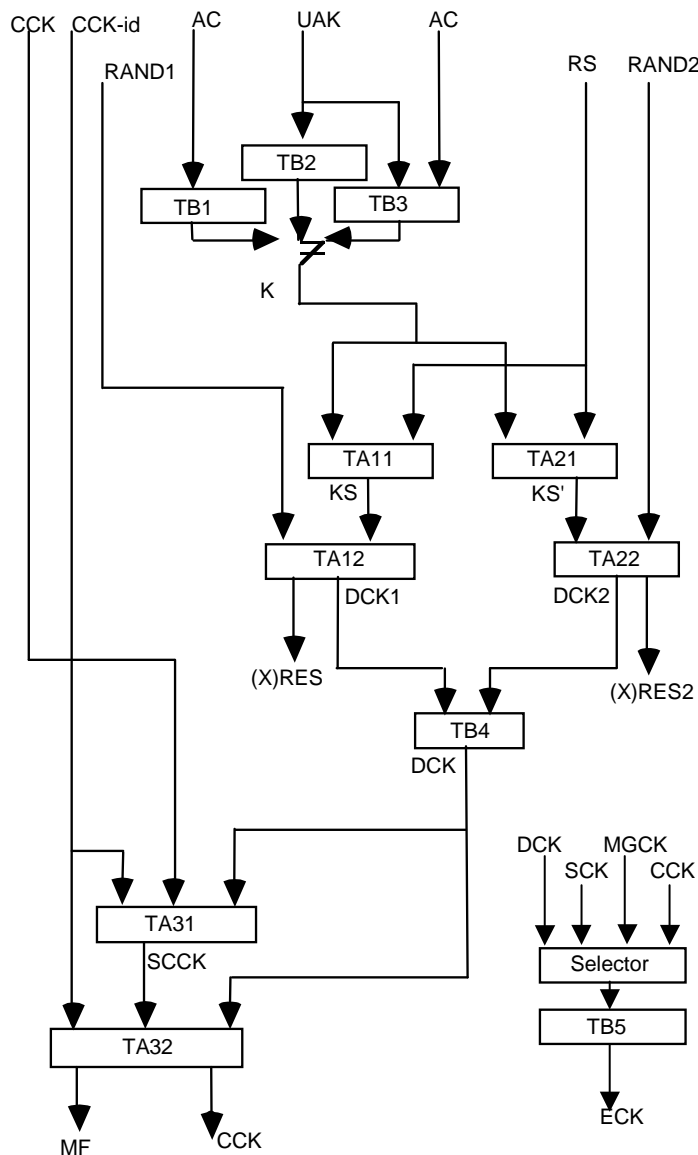 CCK CCK-id AC UAK AC
RAND1 RS RAND2
TB2
TB1 TB3
K
TA11 TA21
KS KS'
TA12 TA22
DCK1 DCK2
(X)RES (X)RES2
TB4
DCK
DCK MGCK
SCK CCK
TA31
SCCK Selector
TB5
TA32
ECK
MF CCK